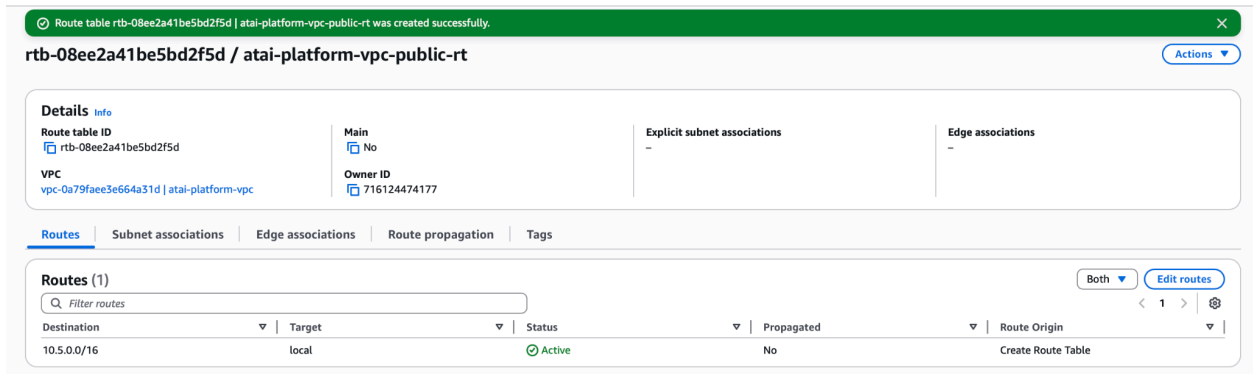 Route table rtb-08ee2a41be5bd2f5d | atai-platform-vpc-public-rt was created successfully.
rtb-08ee2a41be5bd2f5d / atai-platform-vpc-public-rt
Actions
Details Info
Route table ID
rtb-08ee2a41be5bd2f5d
Main
No
Explicit subnet associations
–
Edge associations
–
VPC
vpc-0a79faee3e664a31d | atai-platform-vpc
Owner ID
716124474177
Routes Subnet associations Edge associations Route propagation Tags
Routes (1)
Both
Edit routes
Filter routes
1
Destination Target Status Propagated Route Origin
10.5.0.0/16 local Active No Create Route Table